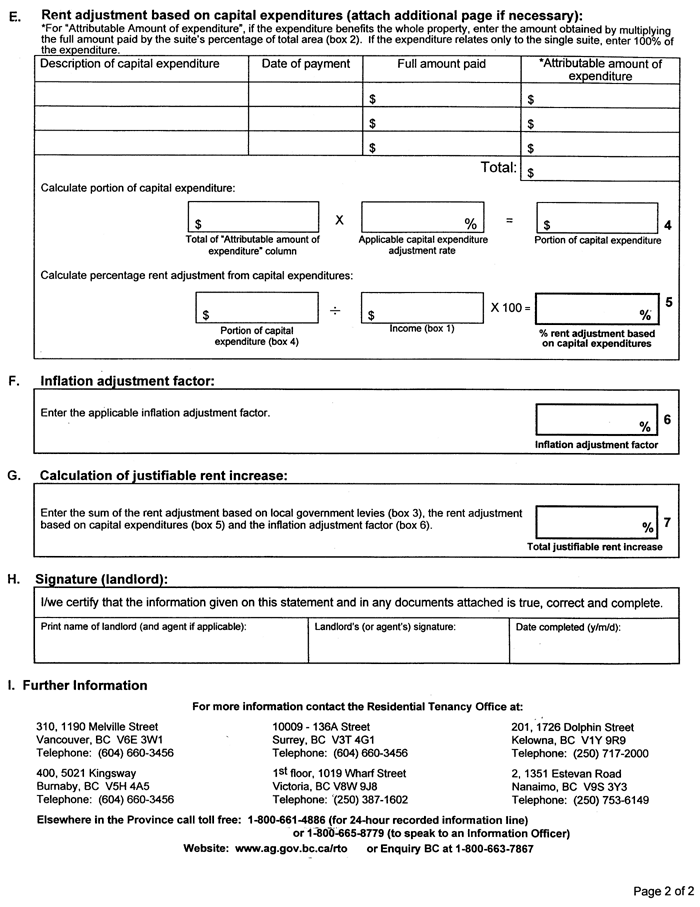 E. Rent adjustment based on capital expenditures (attach additional page if necessary):
*For "Attributable Amount of expenditure", if the expenditure benefits the whole property, enter the amount obtained by multiplying
the full amount paid by the suite's percentage of total area (box 2). If the expenditure relates only to the single suite, enter 100% of
the expenditure.
Description of capital expenditure Date of payment Full amount paid *Attributable amount of
expenditure
$ $
$ $
$ $
Total: $
Calculate portion of capital expenditure:
$ X % = $ 4
Total of "Attributable amount of
expenditure" column
Applicable capital expenditure
adjustment rate
Portion of capital expenditure
Calculate percentage rent adjustment from capital expenditures:
$ ÷ $ X 100 = % 5
Portion of capital
expenditure (box 4)
Income (box 1)
% rent adjustment based
on capital expenditures
F. Inflation adjustment factor:
Enter the applicable inflation adjustment factor.
% 6
Inflation adjustment factor
G. Calculation of justifiable rent increase:
Enter the sum of the rent adjustment based on local government levies (box 3), the rent adjustment
based on capital expenditures (box 5) and the inflation adjustment factor (box 6).
% 7
Total justifiable rent increase
H. Signature (landlord):
I/we certify that the information given on this statement and in any documents attached is true, correct and complete.
Print name of landlord (and agent if applicable): Landlord's (or agent's) signature: Date completed (y/m/d):
I. Further Information
For more information contact the Residential Tenancy Office at:
310, 1190 Melville Street
Vancouver, BC V6E 3W1
Telephone: (604) 660-3456
10009 - 136A Street
Surrey, BC V3T 4G1
Telephone: (604) 660-3456
201, 1726 Dolphin Street
Kelowna, BC V1Y 9R9
Telephone: (250) 717-2000
400, 5021 Kingsway
Burnaby, BC V5H 4A5
Telephone: (604) 660-3456
1st floor, 1019 Wharf Street
Victoria, BC V8W 9J8
Telephone: (250) 387-1602
2, 1351 Estevan Road
Nanaimo, BC V9S 3Y3
Telephone: (250) 753-6149
Elsewhere in the Province call toll free: 1-800-661-4886 (for 24-hour recorded information line)
or 1-800-665-8779 (to speak to an Information Officer)
Website: www.ag.gov.bc.ca/rto or Enquiry BC at 1-800-663-7867
Page 2 of 2